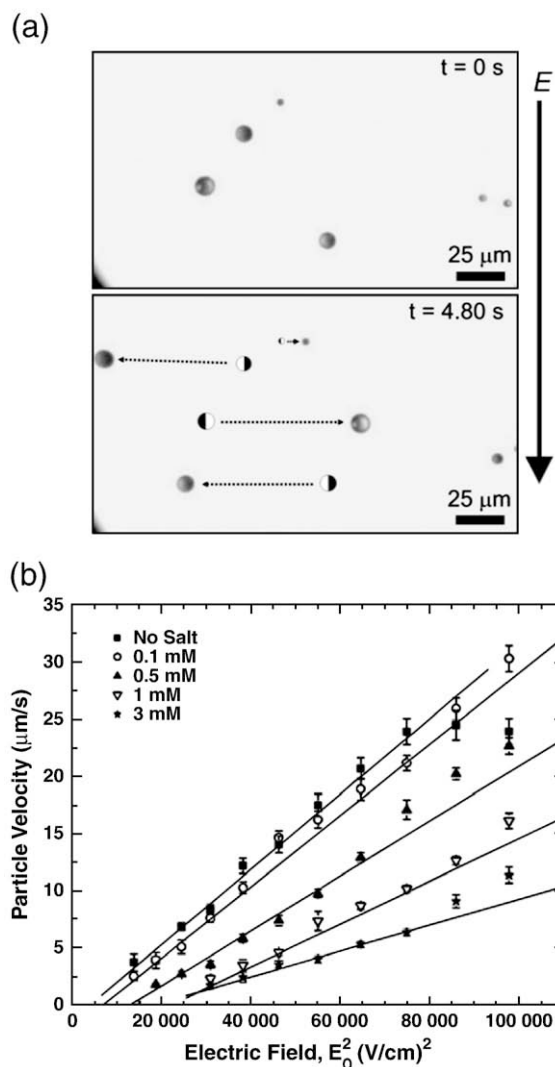 (a)
t = 0 s
E
25 μm
t = 4.80 s
25 μm
(b)
35
30
25
20
15
10
5
0
Particle Velocity (μm/s)
No Salt
0.1 mM
0.5 mM
1 mM
3 mM
0 20 000 40 000 60 000 80 000 100 000
Electric Field, E₀² (V/cm)²